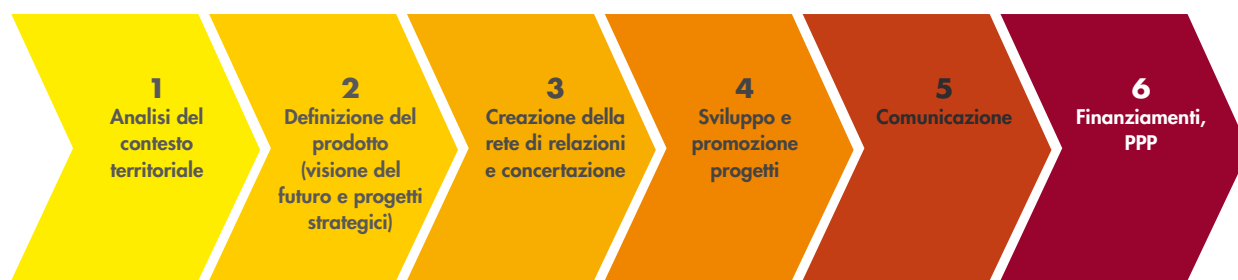 1
Analisi del
contesto
territoriale
2
Definizione del
prodotto
(visione del
futuro e progetti
strategici)
3
Creazione della
rete di relazioni
e concertazione
4
Sviluppo e
promozione
progetti
5
Comunicazione
6
Finanziamenti,
PPP